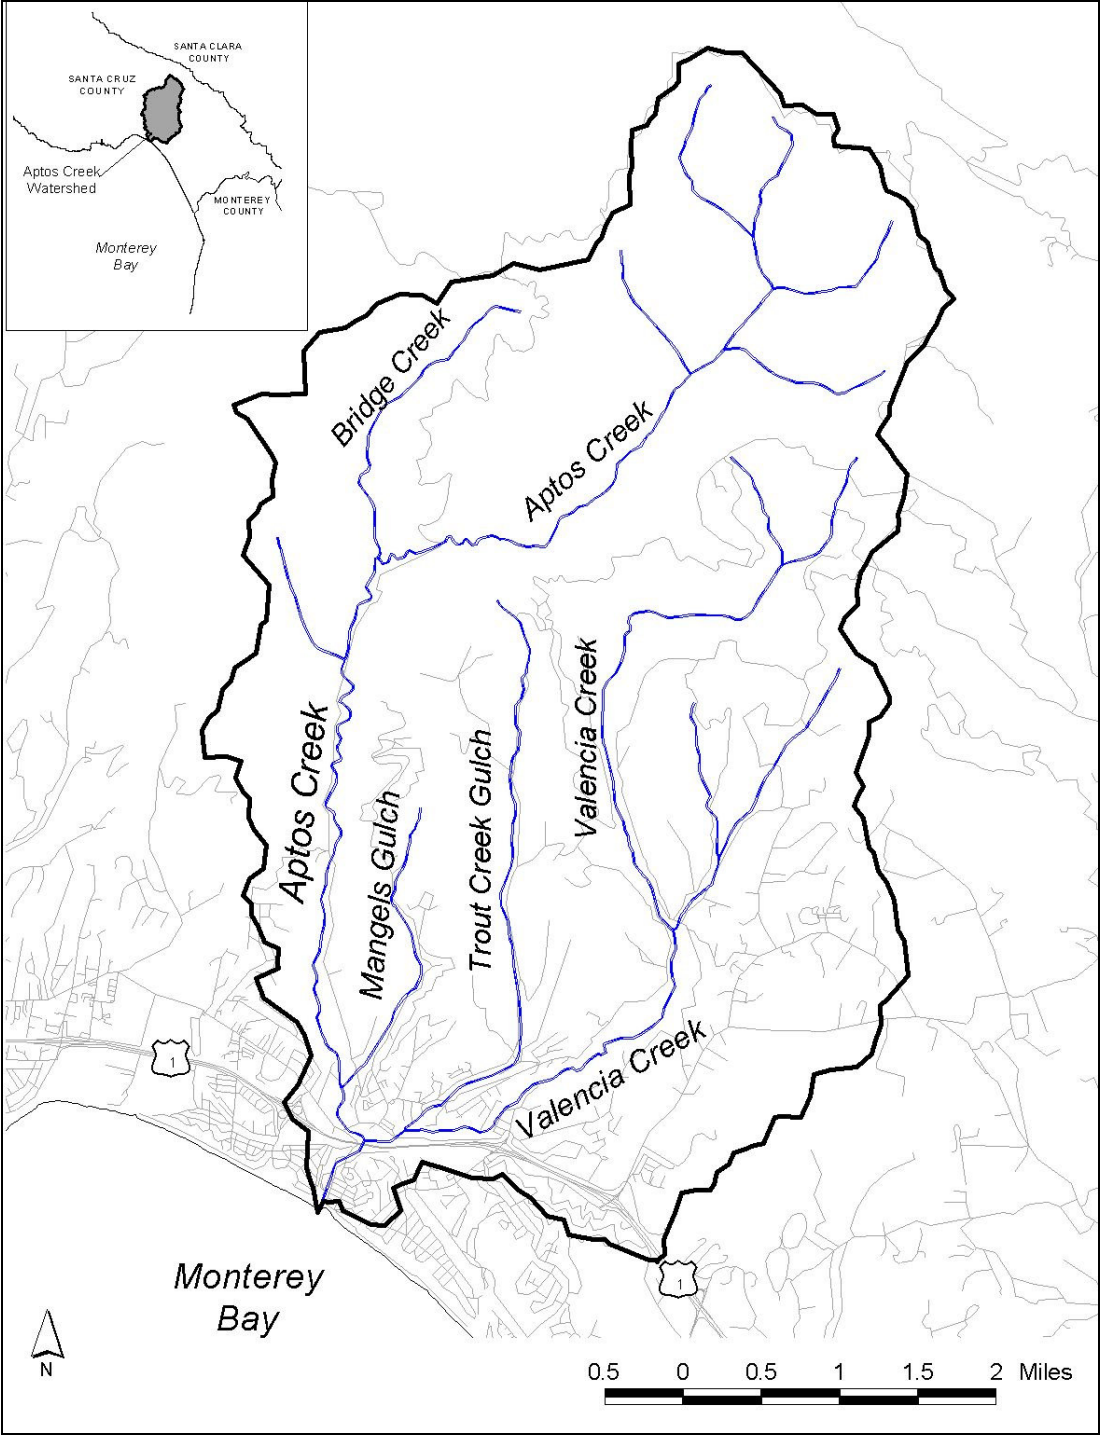 SANTA CLARA
COUNTY
SANTA CRUZ
COUNTY
Aptos Creek
Watershed
MONTEREY
COUNTY
Monterey
Bay
Bridge Creek
Aptos Creek
Aptos Creek
Mangels Gulch
Trout Creek Gulch
Valencia Creek
Valencia Creek
1
1
Monterey
Bay
N
0.5 0 0.5 1 1.5 2 Miles